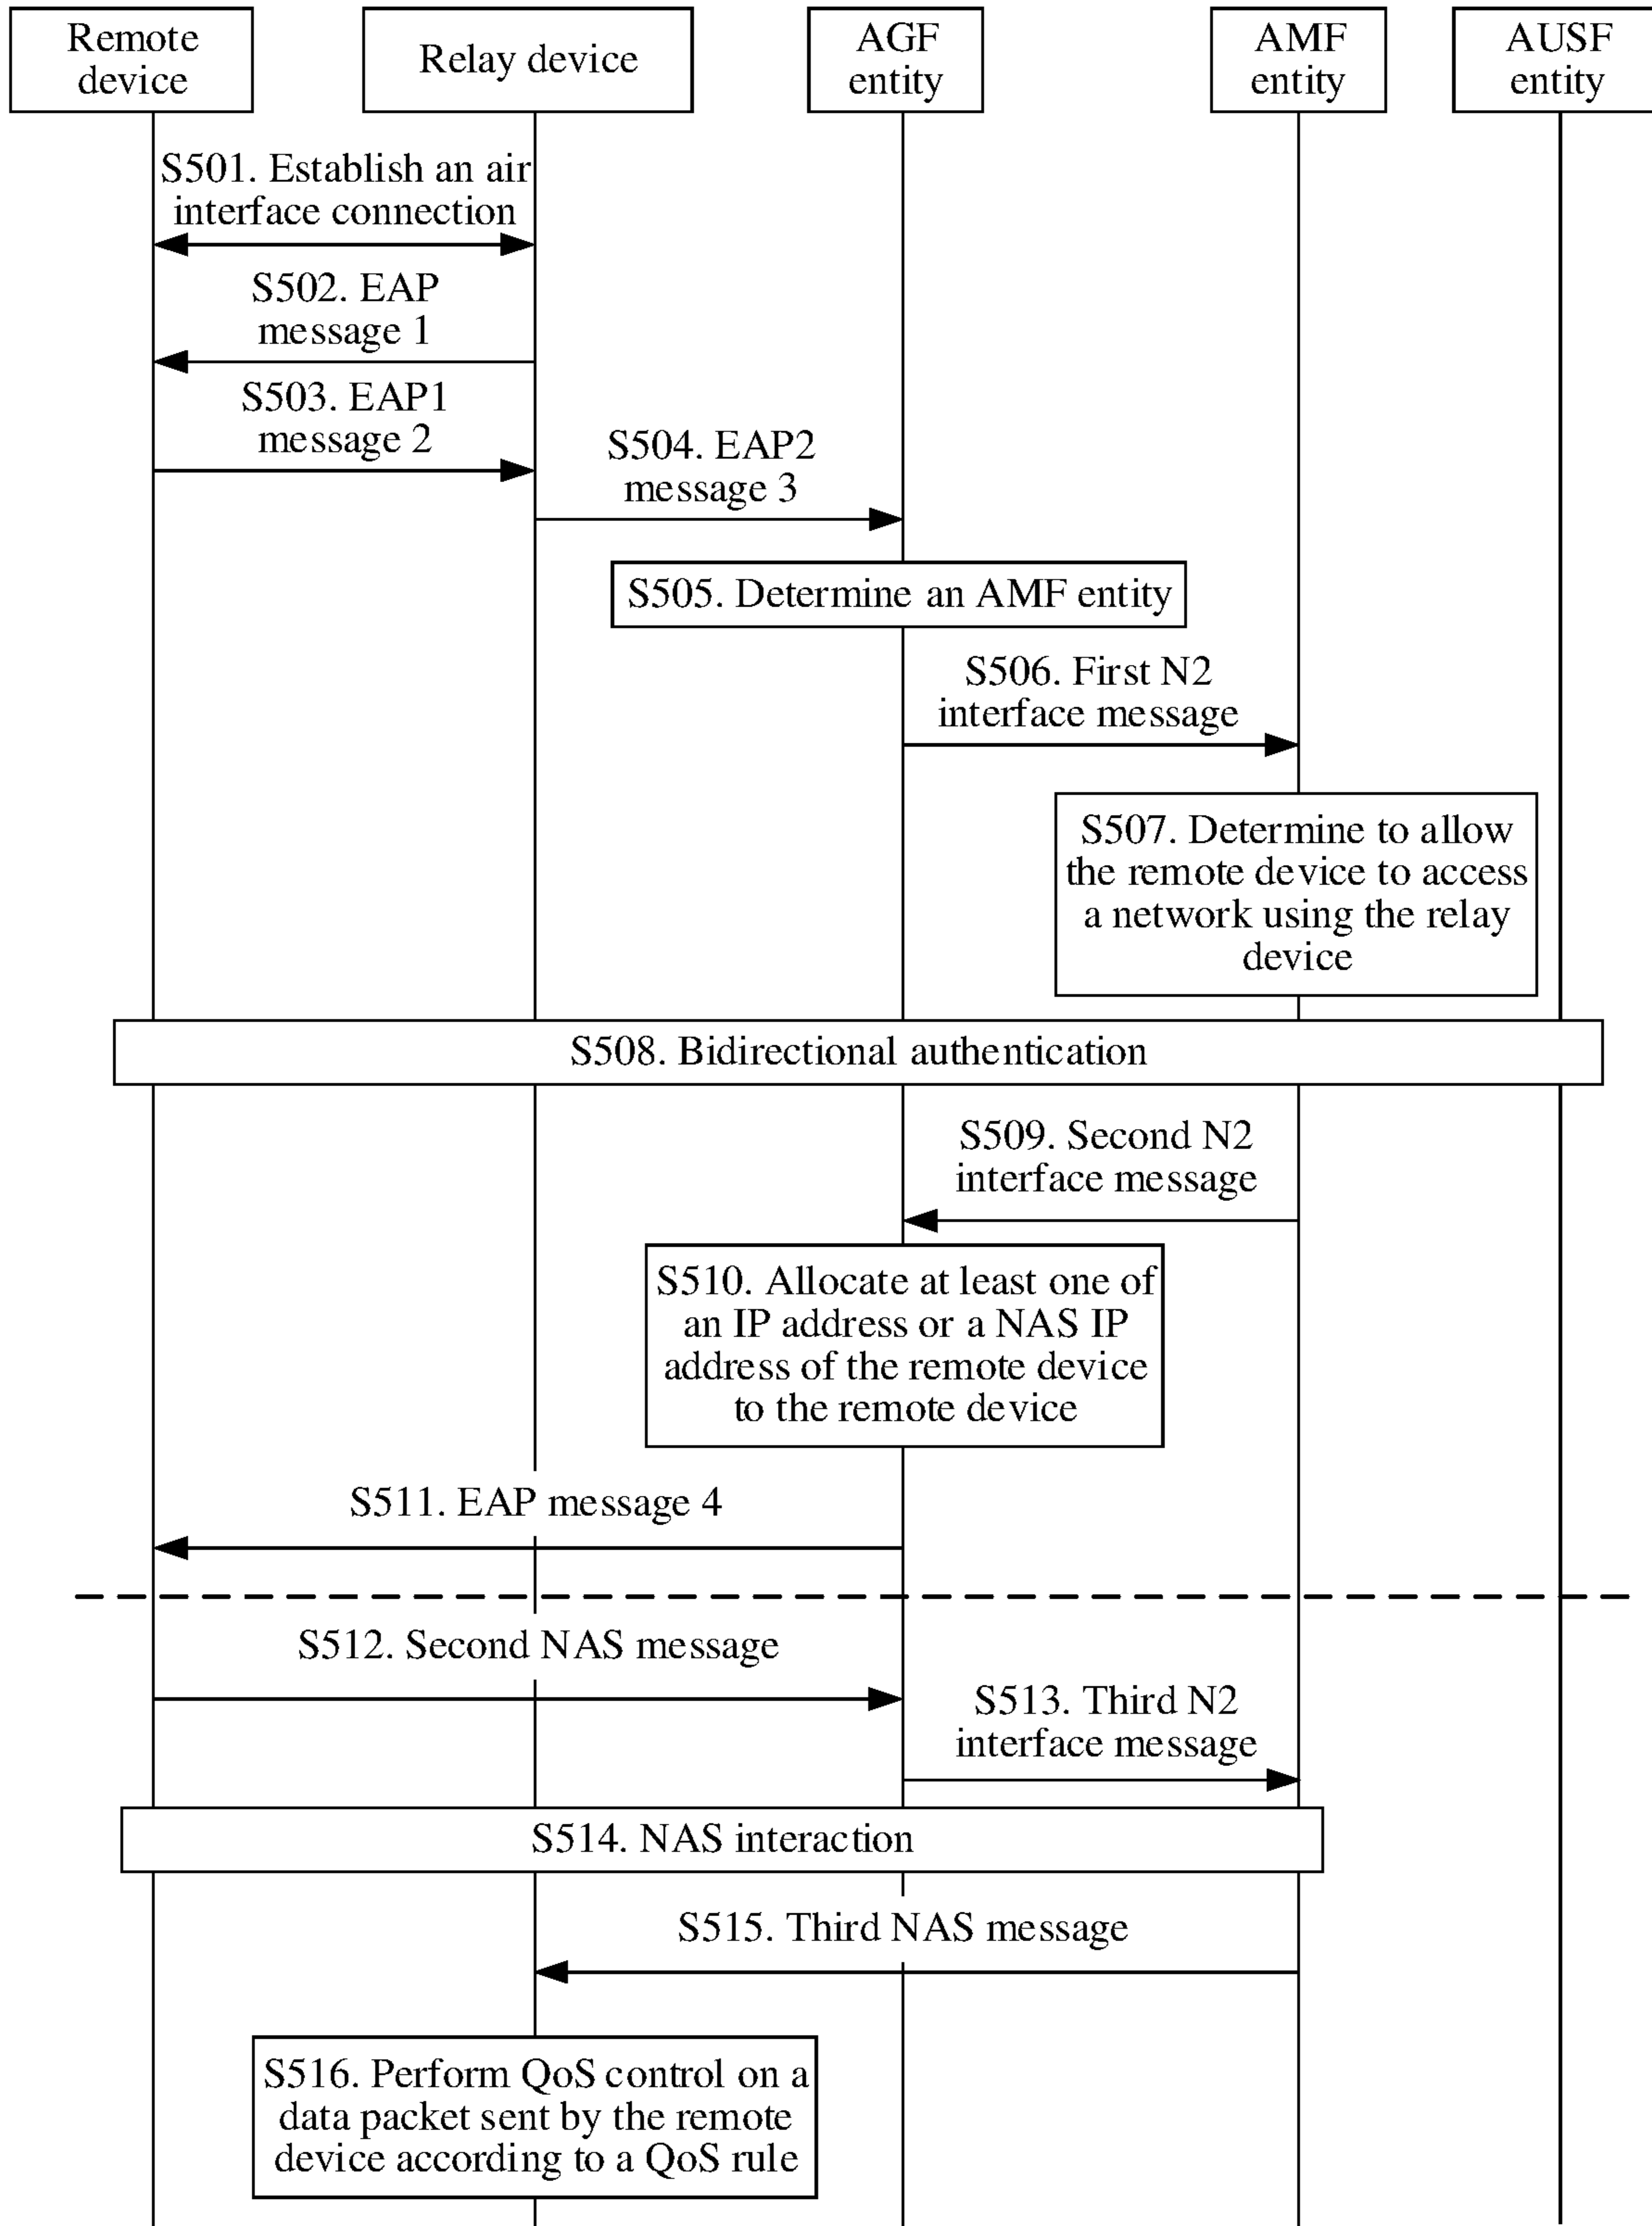 Remote
device
Relay device
AGF
entity
AMF
entity
AUSF
entity
S501. Establish an air
interface connection
S502. EAP
message 1
S503. EAP1
message 2
S504. EAP2
message 3
S505. Determine an AMF entity
S506. First N2
interface message
S507. Determine to allow
the remote device to access
a network using the relay
device
S508. Bidirectional authentication
S509. Second N2
interface message
S510. Allocate at least one of
an IP address or a NAS IP
address of the remote device
to the remote device
S511. EAP message 4
S512. Second NAS message
S513. Third N2
interface message
S514. NAS interaction
S515. Third NAS message
S516. Perform QoS control on a
data packet sent by the remote
device according to a QoS rule